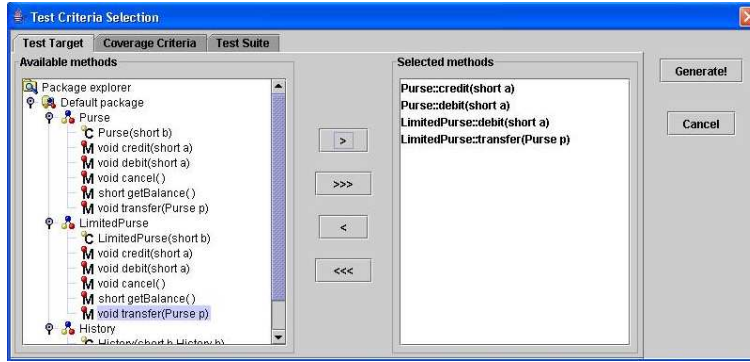 Test Criteria Selection
Test Target Coverage Criteria Test Suite
Available methods
Package explorer
Default package
Purse
C Purse(short b)
M void credit(short a)
M void debit(short a)
M void cancel()
M short getBalance()
M void transfer(Purse p)
LimitedPurse
C LimitedPurse(short b)
M void credit(short a)
M void debit(short a)
M void cancel()
M short getBalance()
M void transfer(Purse p)
History
C History(short b,History h)
>
>>>
<
<<<
Selected methods
Purse::credit(short a)
Purse::debit(short a)
LimitedPurse::debit(short a)
LimitedPurse::transfer(Purse p)
Generate!
Cancel